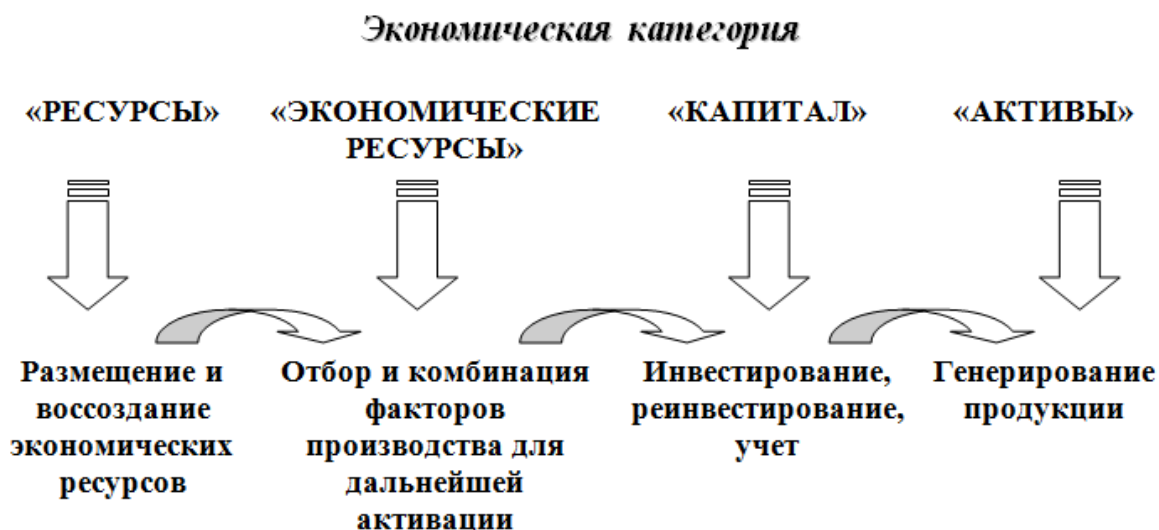 Экономическая категория
«РЕСУРСЫ»
«ЭКОНОМИЧЕСКИЕ
РЕСУРСЫ»
«КАПИТАЛ»
«АКТИВЫ»
Размещение и
воссоздание
экономических
ресурсов
Отбор и комбинация
факторов
производства для
дальнейшей
активации
Инвестирование,
реинвестирование,
учет
Генерирование
продукции